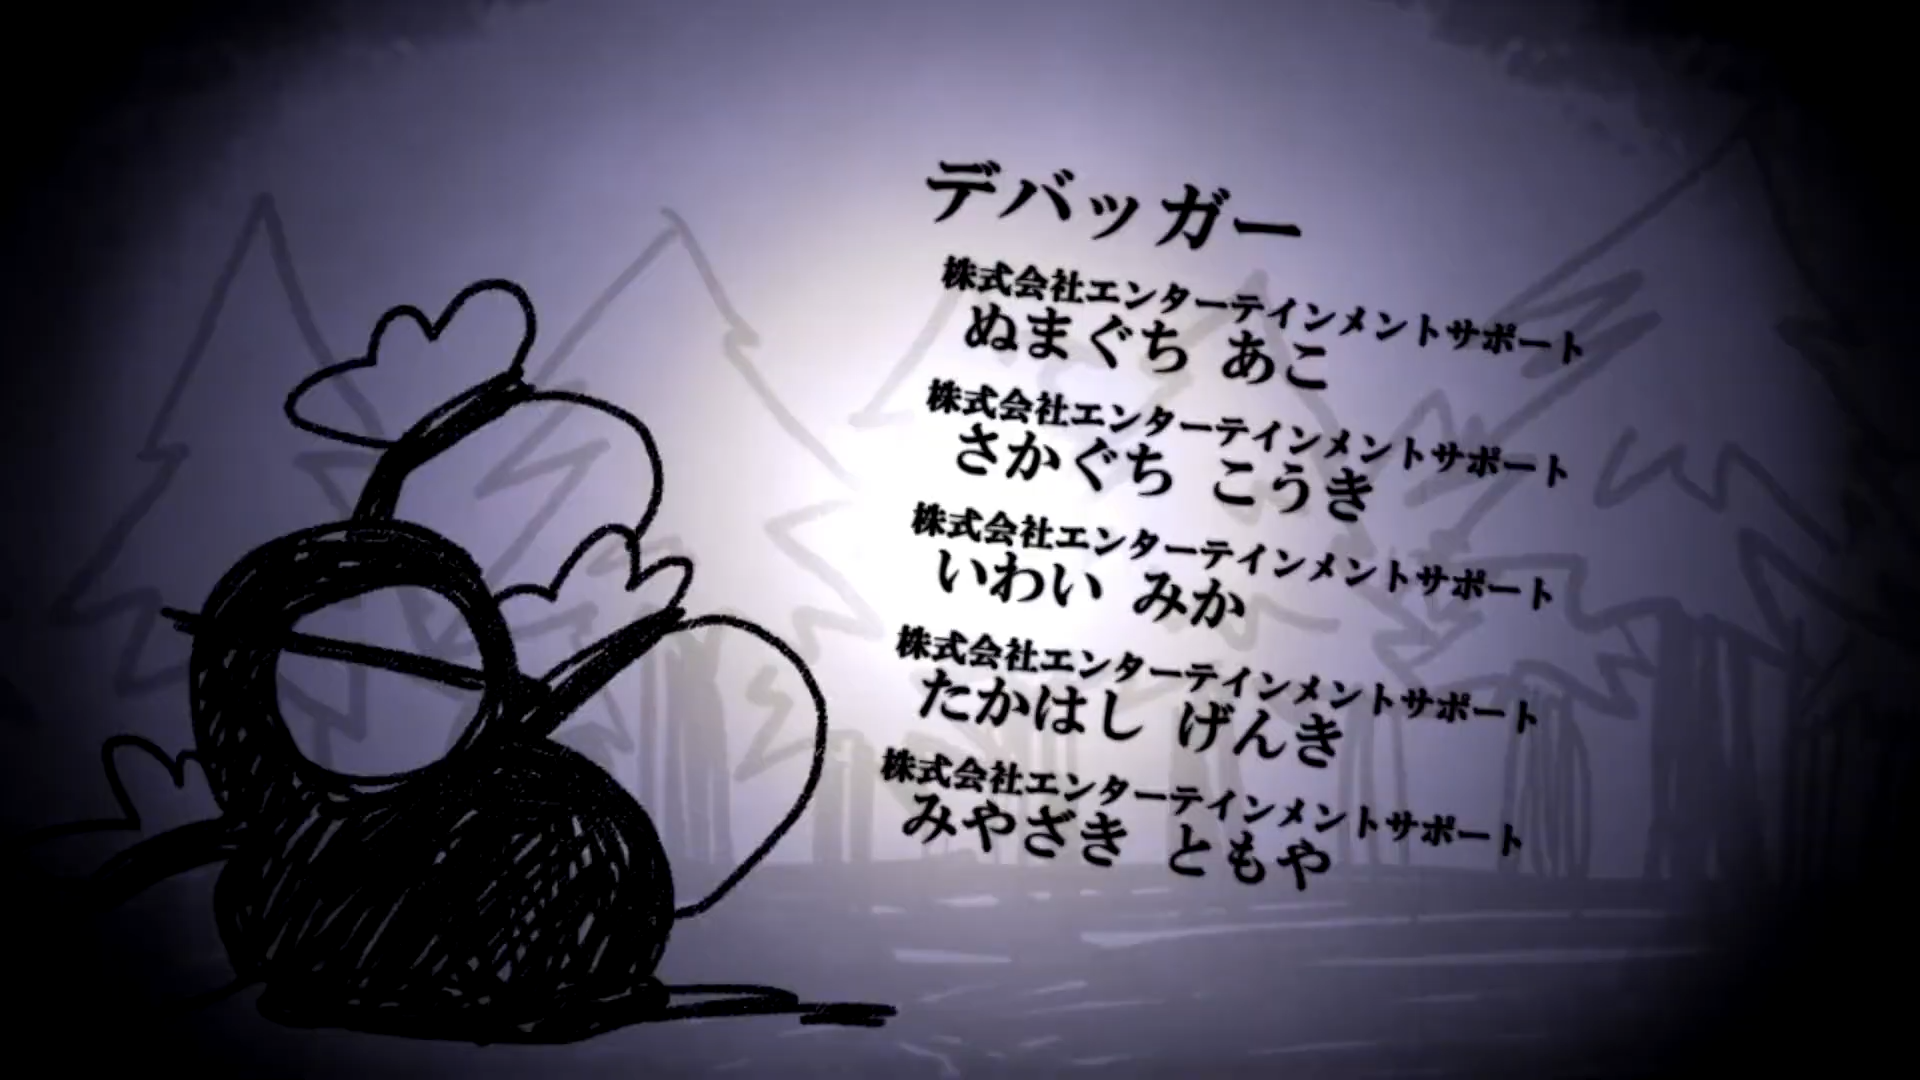 デバッガー
株式会社エンターテインメントサポート
ぬまぐち あこ
株式会社エンターテインメントサポート
さかぐち こうき
株式会社エンターテインメントサポート
いわい みか
株式会社エンターテインメントサポート
たかはし げんき
株式会社エンターテインメントサポート
みやざき ともや